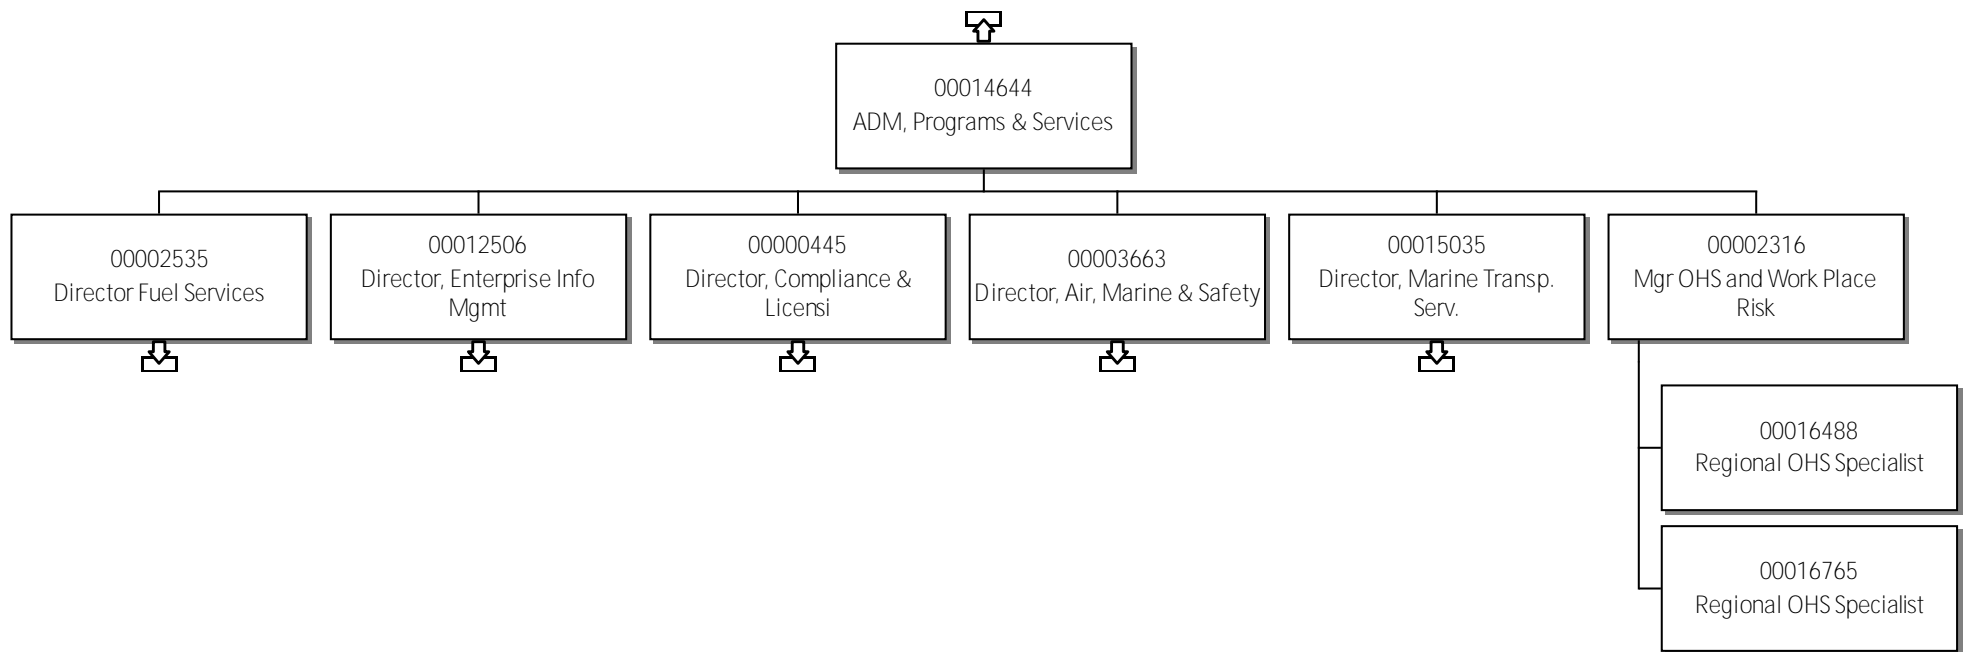 00014644
ADM, Programs & Services
00002535
Director Fuel Services
00012506
Director, Enterprise Info
Mgmt
00000445
Director, Compliance &
Licensi
00003663
Director, Air, Marine & Safety
00015035
Director, Marine Transp.
Serv.
00002316
Mgr OHS and Work Place
Risk
00016488
Regional OHS Specialist
00016765
Regional OHS Specialist